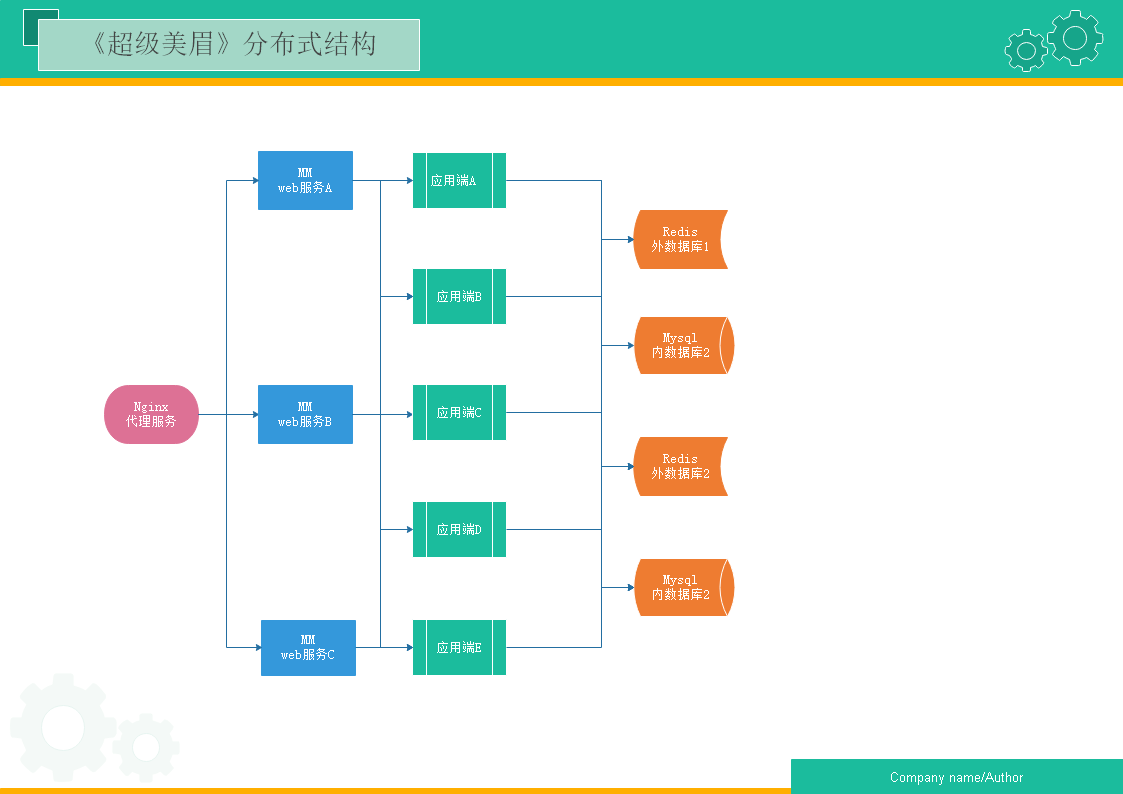 《超级美眉》分布式结构
MM
web服务A
应用端A
Redis
外数据库1
应用端B
Mysql
内数据库2
Nginx
代理服务
MM
web服务B
应用端C
Redis
外数据库2
应用端D
Mysql
内数据库2
MM
web服务C
应用端E
Company name/Author